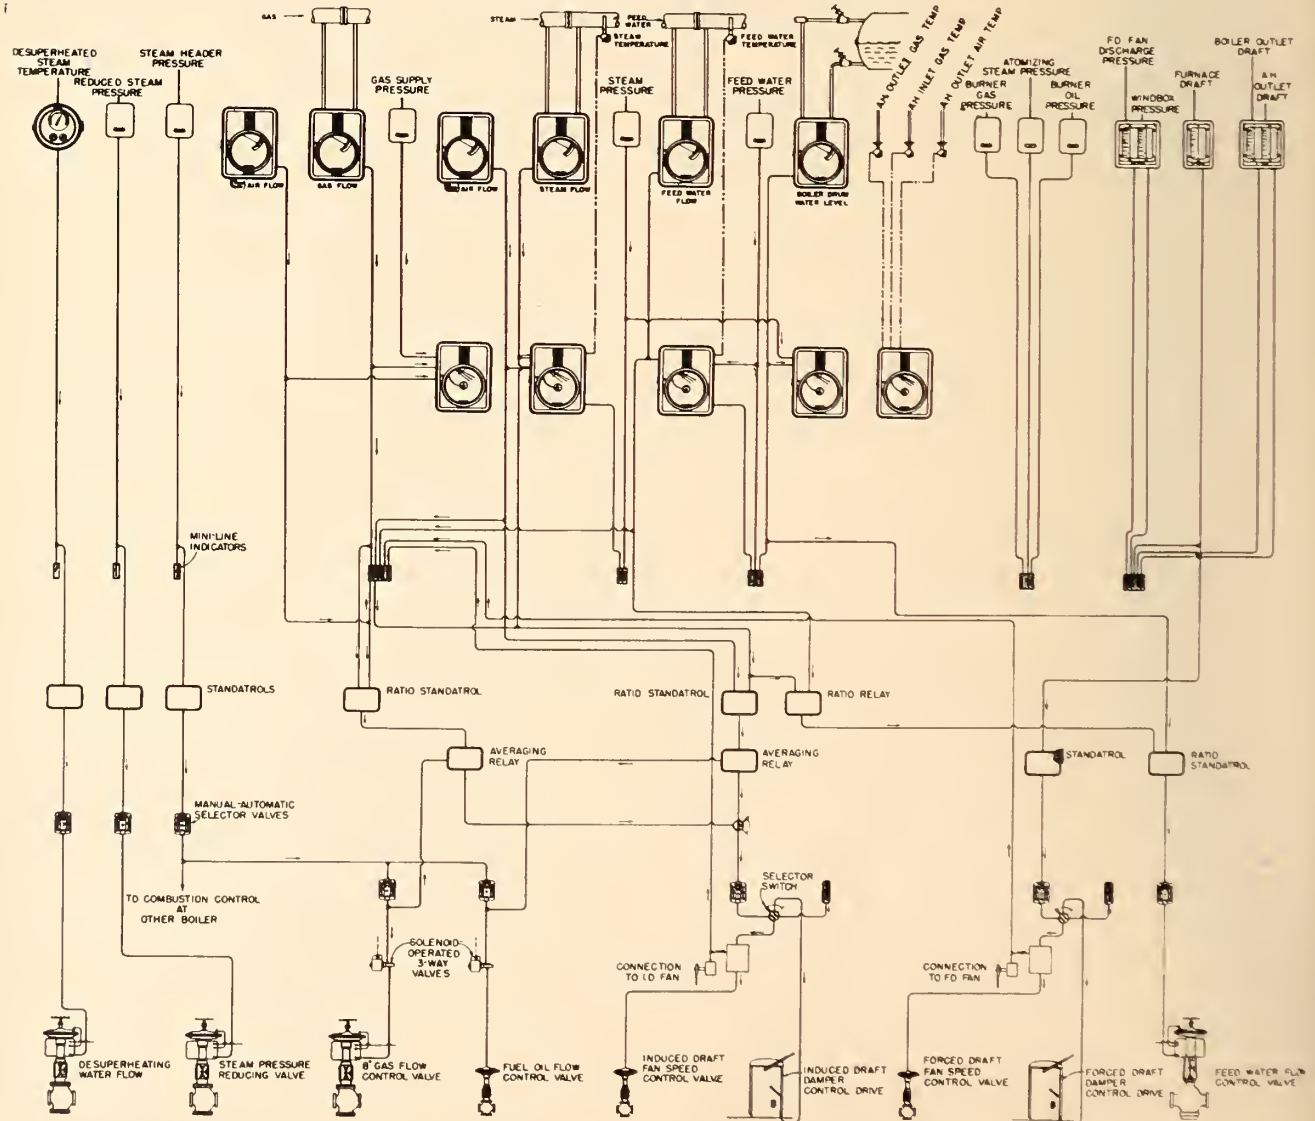 GAS
STEAM
FEED
WATER
STEAM
TEMPERATURE
FEED WATER
TEMPERATURE
AH OUTLET GAS TEMP
AH INLET GAS TEMP
AH OUTLET AIR TEMP
DESUPERHEATED
STEAM
TEMPERATURE
REDUCED STEAM
PRESSURE
STEAM HEADER
PRESSURE
GAS SUPPLY
PRESSURE
STEAM
PRESSURE
FEED WATER
PRESSURE
ATOMIZING
STEAM PRESSURE
BURNER
GAS
PRESSURE
BURNER
OIL
PRESSURE
FD FAN
DISCHARGE
PRESSURE
WINDBOX
PRESSURE
FURNACE
DRAFT
BOILER OUTLET
DRAFT
AH
OUTLET
DRAFT
AIR FLOW
GAS FLOW
AIR FLOW
STEAM FLOW
FEED WATER
FLOW
BOILER DRUM
WATER LEVEL
MINI-LINE
INDICATORS
STANDATROLS
RATIO STANDATROL
RATIO STANDATROL
RATIO RELAY
AVERAGING
RELAY
AVERAGING
RELAY
STANDATROL
RATIO
STANDATROL
MANUAL-AUTOMATIC
SELECTOR VALVES
TO COMBUSTION CONTROL
AT
OTHER BOILER
SELECTOR
SWITCH
SOLENOID-
OPERATED
3-WAY
VALVES
CONNECTION
TO I.D FAN
CONNECTION
TO FD FAN
DESUPERHEATING
WATER FLOW
STEAM PRESSURE
REDUCING VALVE
8" GAS FLOW
CONTROL VALVE
FUEL OIL FLOW
CONTROL VALVE
INDUCED DRAFT
FAN SPEED
CONTROL VALVE
INDUCED DRAFT
DAMPER
CONTROL DRIVE
FORCED DRAFT
FAN SPEED
CONTROL VALVE
FORCED DRAFT
DAMPER
CONTROL DRIVE
FEED WATER FLOW
CONTROL VALVE